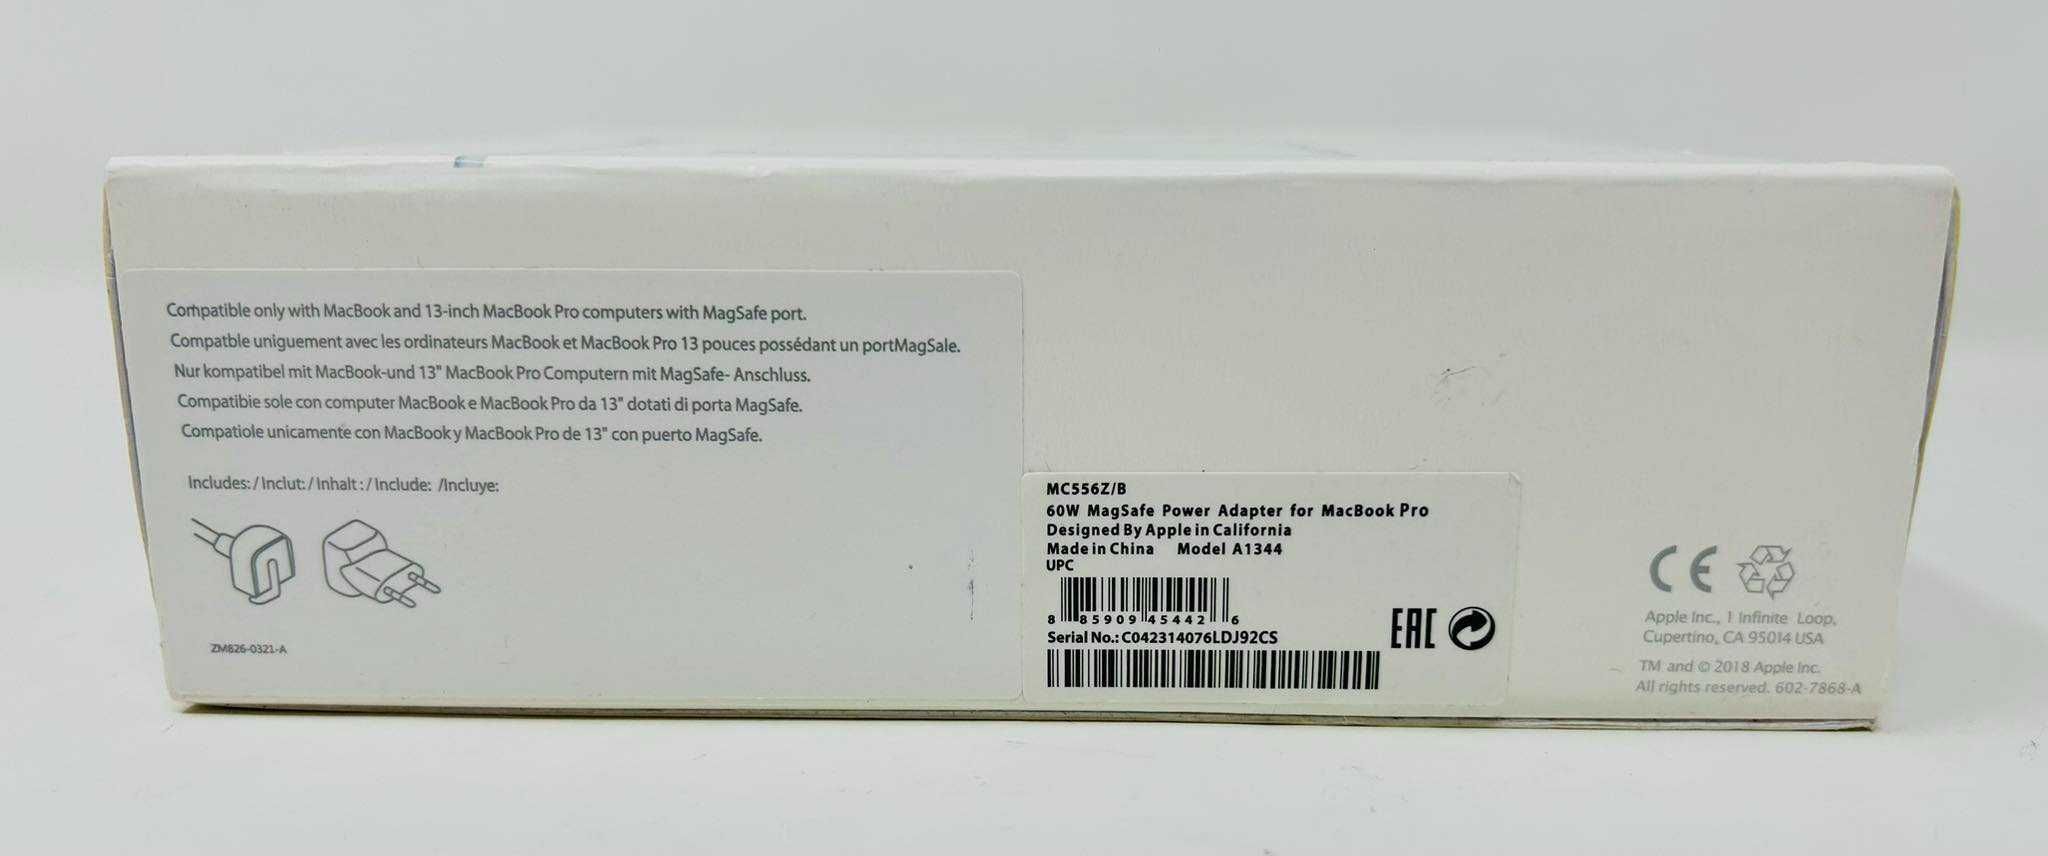 Compatible only with MacBook and 13-inch MacBook Pro computers with MagSafe port.
Compatble uniguement avec les ordinateurs MacBook et MacBook Pro 13 pouces possédant un portMagSale.
Nur kompatibel mit MacBook-und 13" MacBook Pro Computern mit MagSafe- Anschluss.
Compatibie sole con computer MacBook e MacBook Pro da 13" dotati di porta MagSafe.
Compatiole unicamente con MacBook y MacBook Pro de 13" con puerto MagSafe.
Includes: / Inclut: / Inhalt : / Include: /Incluye:
ZM826-0321-A
MC556Z/B
60W MagSafe Power Adapter for MacBook Pro
Designed By Apple in California
Made in China Model A1344
UPC
8 85909 45442 6
Serial No.: C042314076LDJ92CS
EAC
CE
Apple Inc., 1 Infinite Loop,
Cupertino, CA 95014 USA
TM and © 2018 Apple Inc.
All rights reserved. 602-7868-A